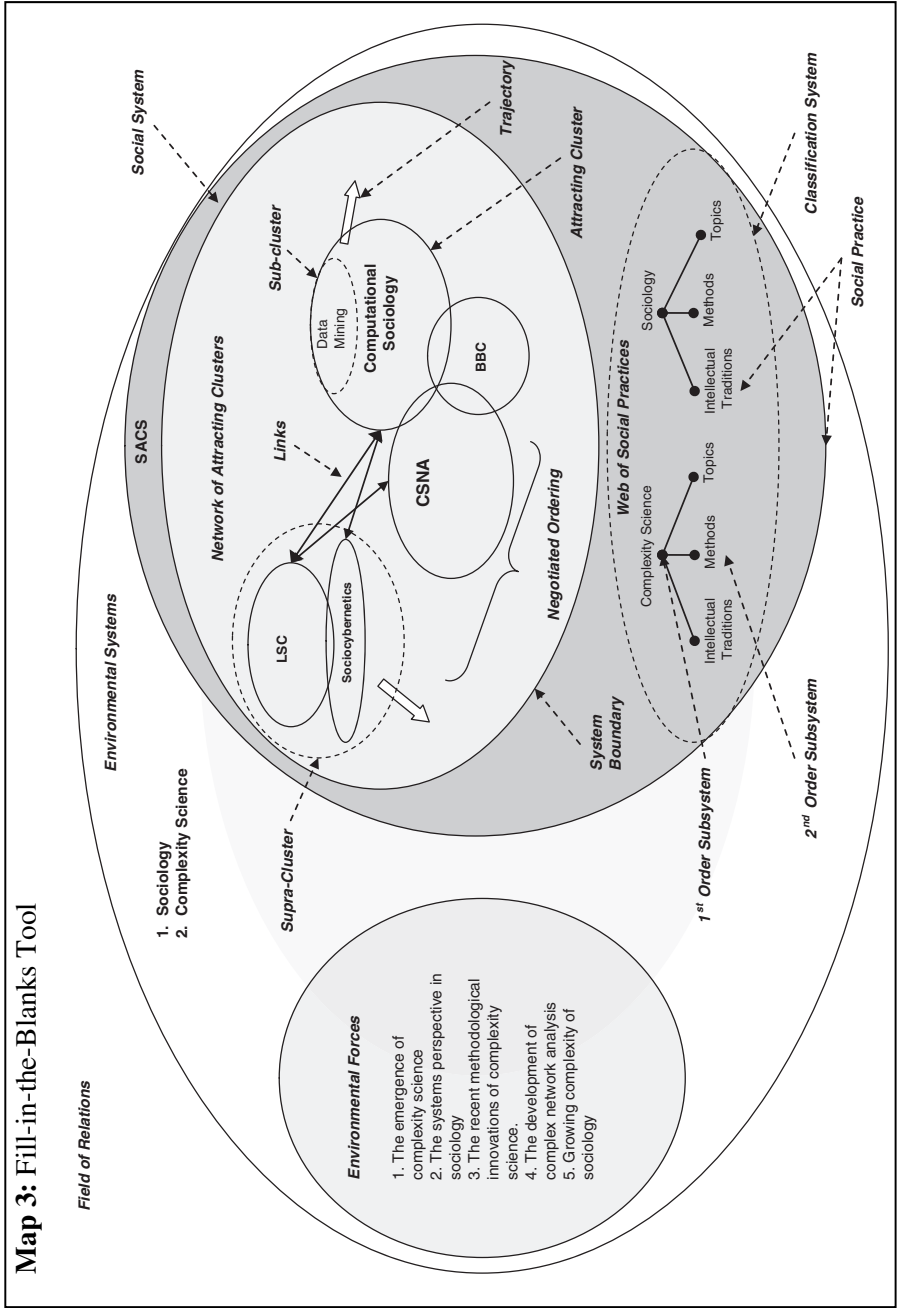 Map 3: Fill-in-the-Blanks Tool
Field of Relations
Environmental Systems
1. Sociology
2. Complexity Science
Environmental Forces
1. The emergence of
complexity science
2. The systems perspective in
sociology
3. The recent methodological
innovations of complexity
science.
4. The development of
complex network analysis
5. Growing complexity of
sociology
Supra-Cluster
SACS
Social System
Network of Attracting Clusters
LSC
Sociocybernetics
Links
Sub-cluster
Data
Mining
Computational
Sociology
Trajectory
CSNA
BBC
Attracting Cluster
Negotiated Ordering
System
Boundary
Web of Social Practices
Complexity Science
Intellectual
Traditions
Methods
Topics
Sociology
Intellectual
Traditions
Methods
Topics
1st Order Subsystem
2nd Order Subsystem
Classification System
Social Practice